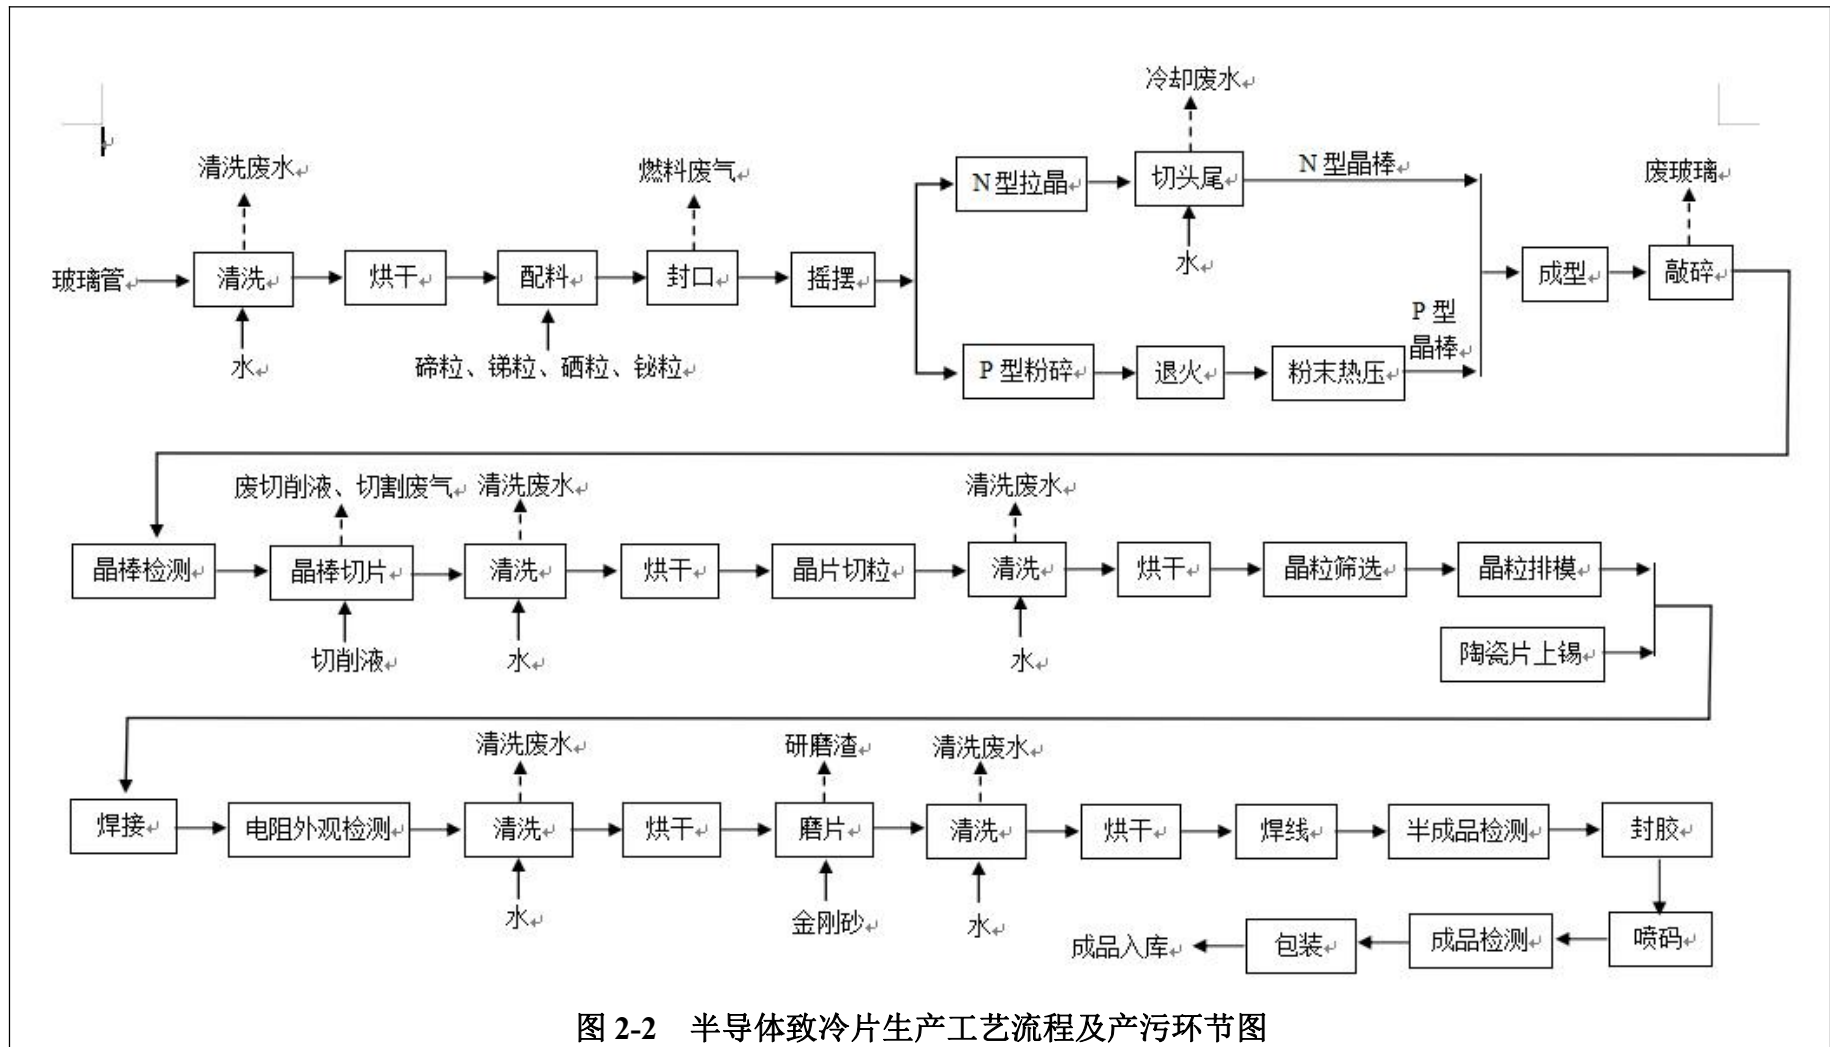 冷却废水
清洗废水
燃料废气
N型拉晶
切头尾
N 型晶棒
废玻璃
玻璃管
清洗
烘干
配料
封口
摇摆
水
成型
敲碎
水
碲粒、锑粒、硒粒、铋粒
P 型粉碎
退火
粉末热压
P 型
晶棒
废切削液、切割废气
清洗废水
清洗废水
晶棒检测
晶棒切片
清洗
烘干
晶片切粒
清洗
烘干
晶粒筛选
晶粒排模
切削液
水
水
陶瓷片上锡
清洗废水
研磨渣
清洗废水
焊接
电阻外观检测
清洗
烘干
磨片
清洗
烘干
焊线
半成品检测
封胶
水
金刚砂
水
成品入库
包装
成品检测
喷码
图 2-2 半导体致冷片生产工艺流程及产污环节图